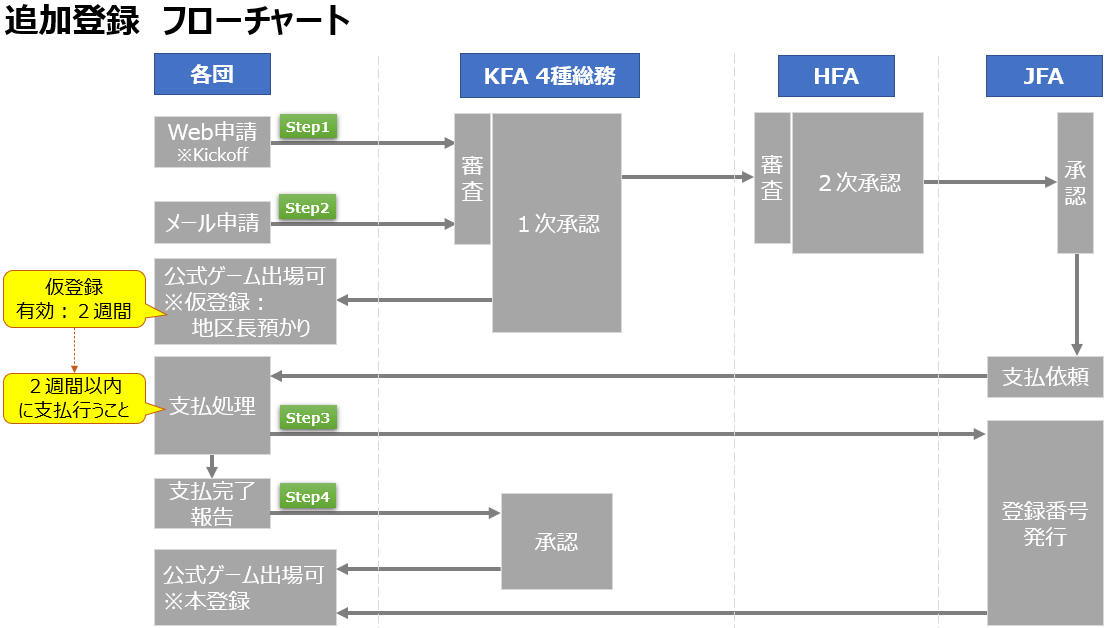 追加登録 フローチャート
各団
KFA 4種総務
HFA
JFA
Web申請
※Kickoff
Step1
審
査
１次承認
審
査
２次承認
承
認
メール申請
Step2
公式ゲーム出場可
※仮登録：
地区長預かり
仮登録
有効：２週間
２週間以内
に支払行うこと
支払処理
支払依頼
Step3
支払完了
報告
Step4
承認
登録番号
発行
公式ゲーム出場可
※本登録